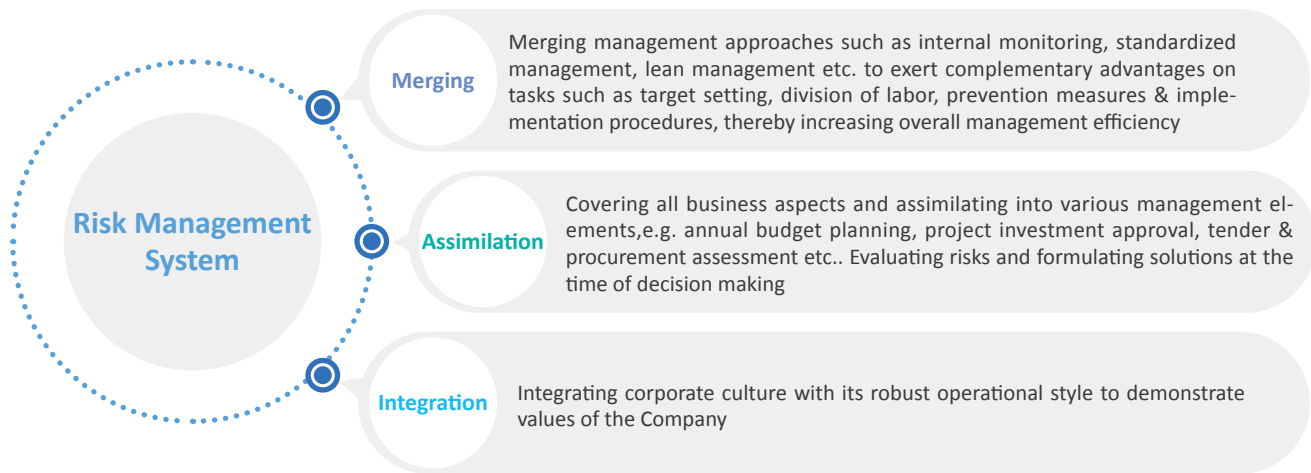 Risk Management
System
Merging
Merging management approaches such as internal monitoring, standardized
management, lean management etc. to exert complementary advantages on
tasks such as target setting, division of labor, prevention measures & imple-
mentation procedures, thereby increasing overall management efficiency
Assimilation
Covering all business aspects and assimilating into various management el-
ements,e.g. annual budget planning, project investment approval, tender &
procurement assessment etc.. Evaluating risks and formulating solutions at the
time of decision making
Integration
Integrating corporate culture with its robust operational style to demonstrate
values of the Company